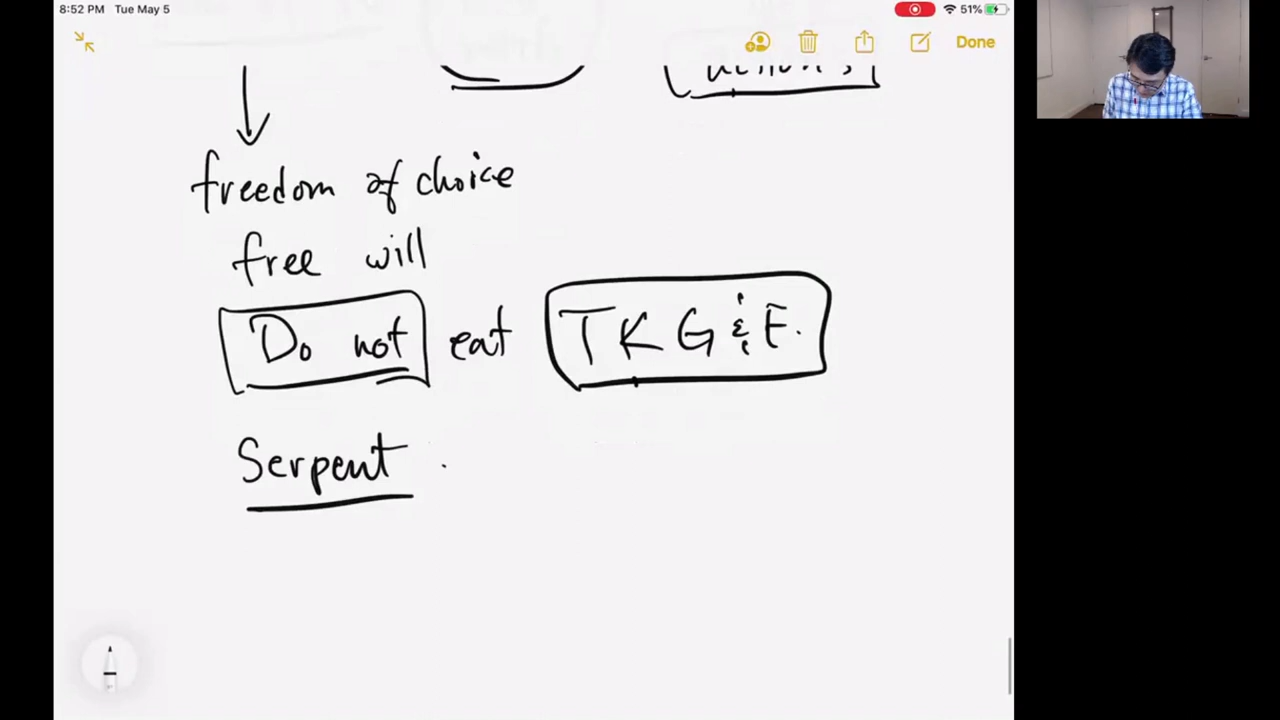 8:52 PM Tue May 5 51%
Done
freedom of choice
free will
Do not eat TKG & E.
Serpent